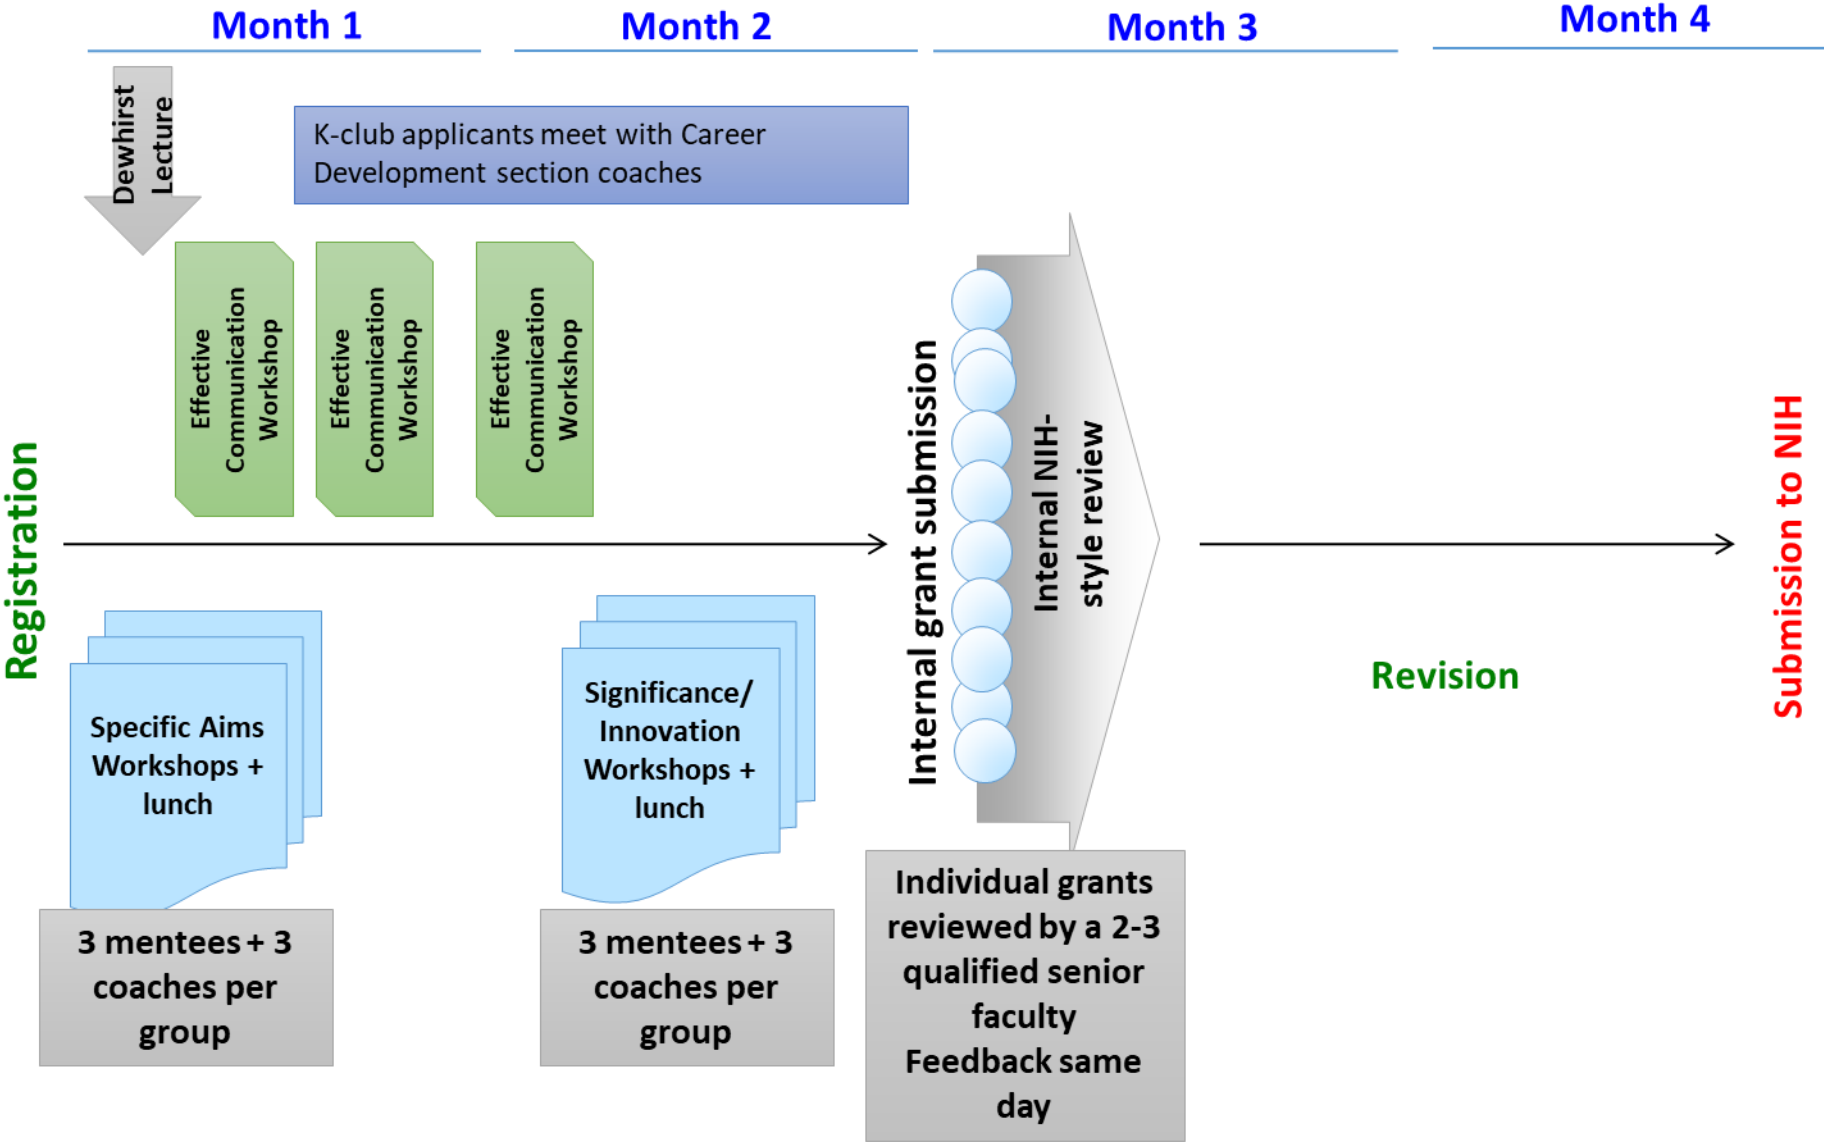 Month 1
Month 2
Month 3
Month 4
Dewhirst
Lecture
K-club applicants meet with Career
Development section coaches
Effective
Communication
Workshop
Effective
Communication
Workshop
Effective
Communication
Workshop
Registration
Internal grant submission
Internal NIH-
style review
Submission to NIH
Revision
Specific Aims
Workshops +
lunch
Significance/
Innovation
Workshops +
lunch
3 mentees + 3
coaches per
group
3 mentees + 3
coaches per
group
Individual grants
reviewed by a 2-3
qualified senior
faculty
Feedback same
day